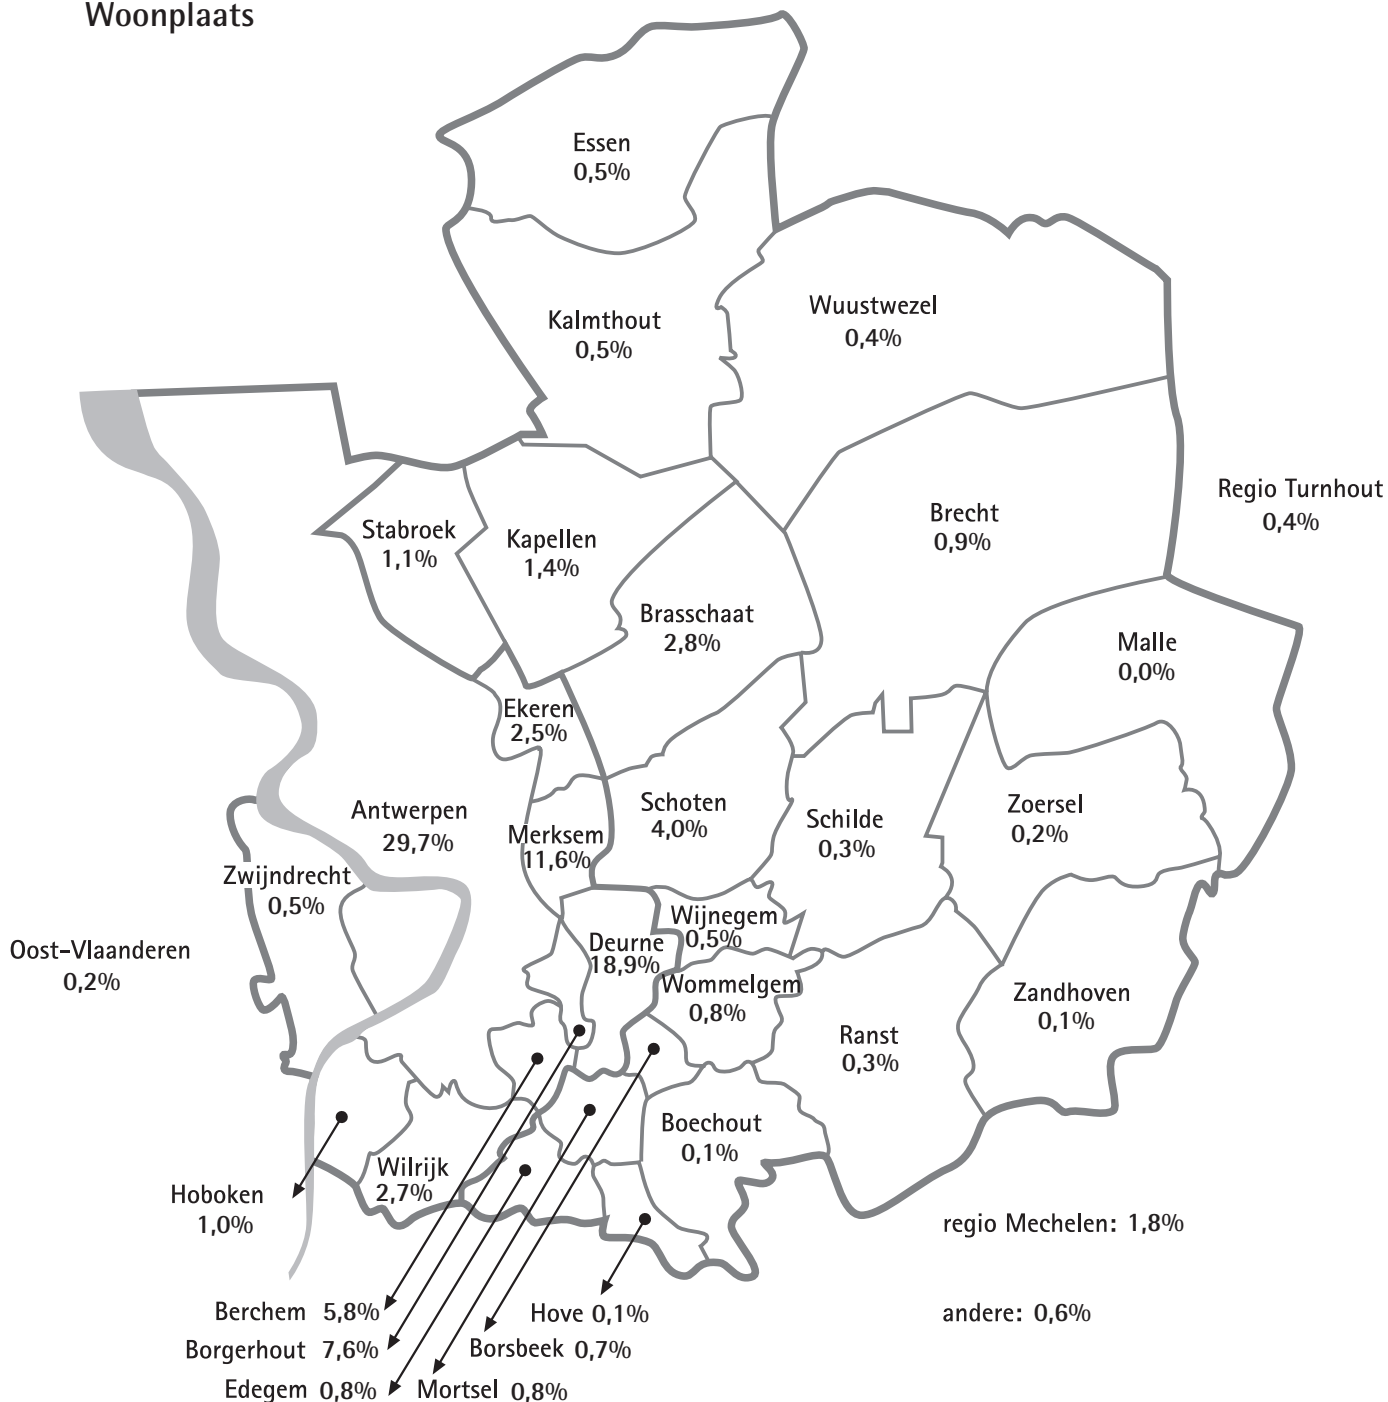 Woonplaats
Essen
0,5%
Kalmthout
0,5%
Wuustwezel
0,4%
Regio Turnhout
0,4%
Brecht
0,9%
Stabroek
1,1%
Kapellen
1,4%
Brasschaat
2,8%
Malle
0,0%
Ekeren
2,5%
Antwerpen
29,7%
Merksem
11,6%
Schoten
4,0%
Schilde
0,3%
Zoersel
0,2%
Zwijndrecht
0,5%
Oost-Vlaanderen
0,2%
Deurne
18,9%
Wijnegem
0,5%
Wommelgem
0,8%
Ranst
0,3%
Zandhoven
0,1%
Boechout
0,1%
Wilrijk
2,7%
Hoboken
1,0%
regio Mechelen: 1,8%
Berchem 5,8%
Hove 0,1%
andere: 0,6%
Borgerhout 7,6%
Borsbeek 0,7%
Edegem 0,8%
Mortsel 0,8%